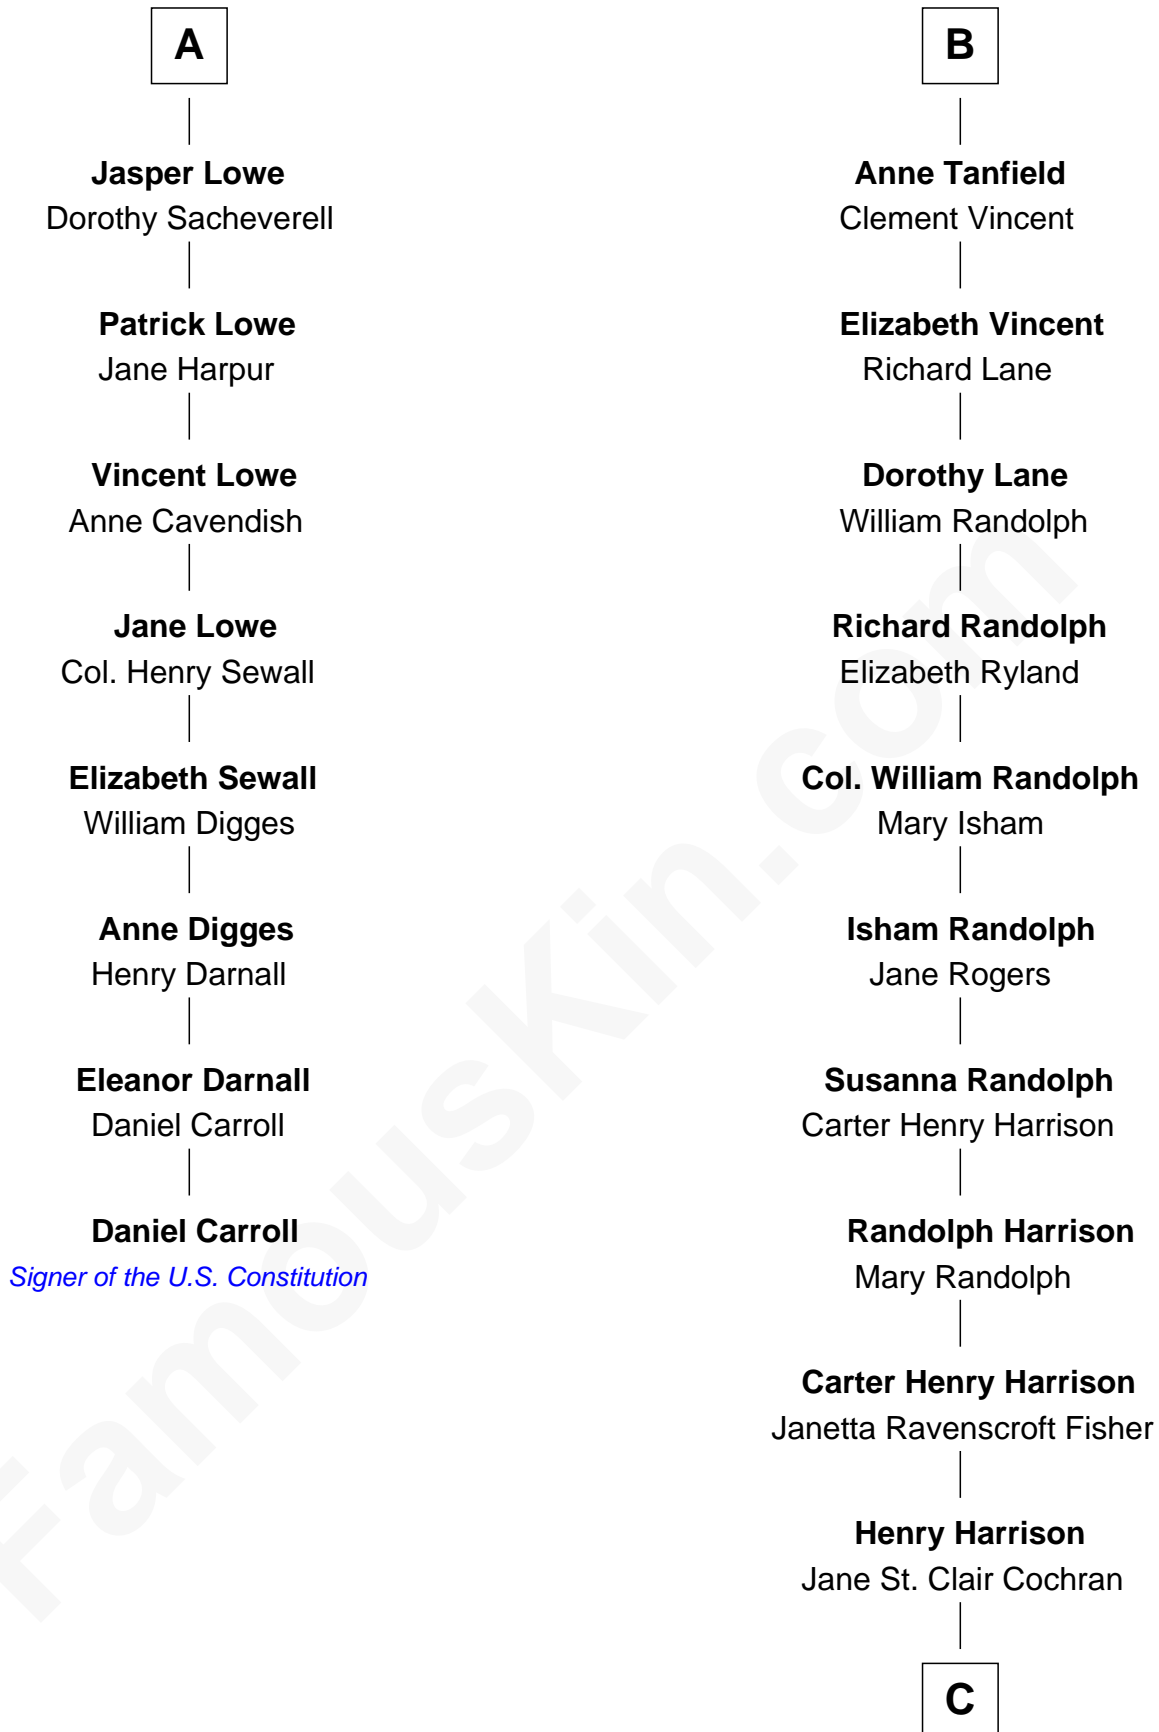 A
Jasper Lowe
Dorothy Sacheverell
Patrick Lowe
Jane Harpur
Vincent Lowe
Anne Cavendish
Jane Lowe
Col. Henry Sewall
Elizabeth Sewall
William Digges
Anne Digges
Henry Darnall
Eleanor Darnall
Daniel Carroll
Daniel Carroll
Signer of the U.S. Constitution
B
Anne Tanfield
Clement Vincent
Elizabeth Vincent
Richard Lane
Dorothy Lane
William Randolph
Richard Randolph
Elizabeth Ryland
Col. William Randolph
Mary Isham
Isham Randolph
Jane Rogers
Susanna Randolph
Carter Henry Harrison
Randolph Harrison
Mary Randolph
Carter Henry Harrison
Janetta Ravenscroft Fisher
Henry Harrison
Jane St. Clair Cochran
C
FamousKin.com